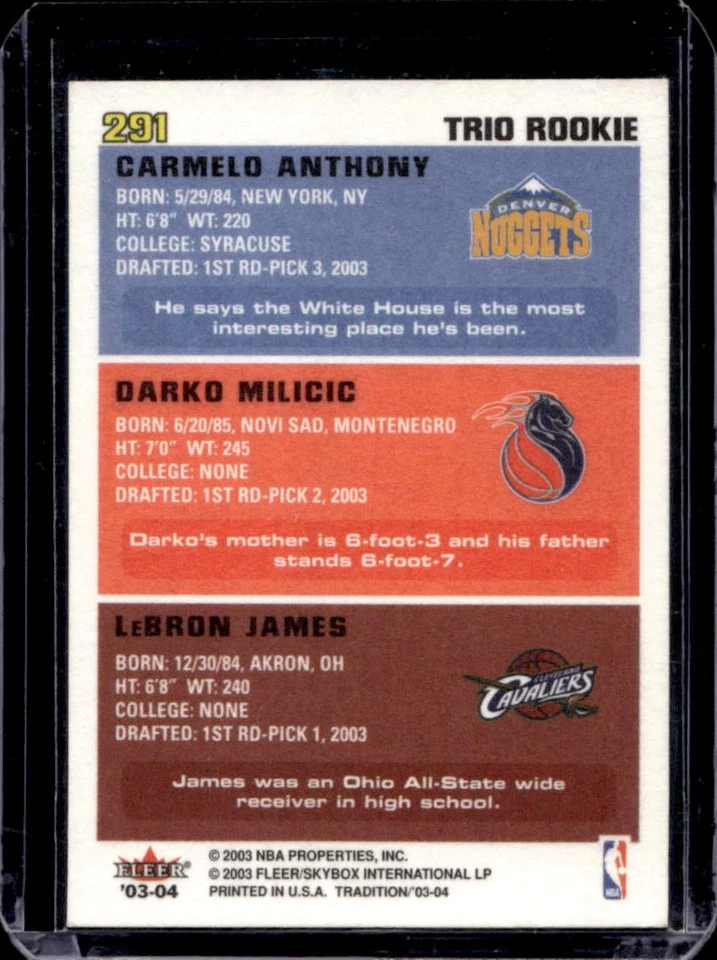 291
TRIO ROOKIE
CARMELO ANTHONY
BORN: 5/29/84, NEW YORK, NY
HT: 6'8" WT: 220
COLLEGE: SYRACUSE
DRAFTED: 1ST RD-PICK 3, 2003
DENVER
NUGGETS
He says the White House is the most
interesting place he's been.
DARKO MILICIC
BORN: 6/20/85, NOVI SAD, MONTENEGRO
HT: 7'0" WT: 245
COLLEGE: NONE
DRAFTED: 1ST RD-PICK 2, 2003
Darko's mother is 6-foot-3 and his father
stands 6-foot-7.
LEBRON JAMES
BORN: 12/30/84, AKRON, OH
HT: 6'8" WT: 240
COLLEGE: NONE
DRAFTED: 1ST RD-PICK 1, 2003
CLEVELAND
CAVALIERS
James was an Ohio All-State wide
receiver in high school.
FLEER
'03-04
© 2003 NBA PROPERTIES, INC.
© 2003 FLEER/SKYBOX INTERNATIONAL LP
PRINTED IN U.S.A. TRADITION/'03-04
NBA